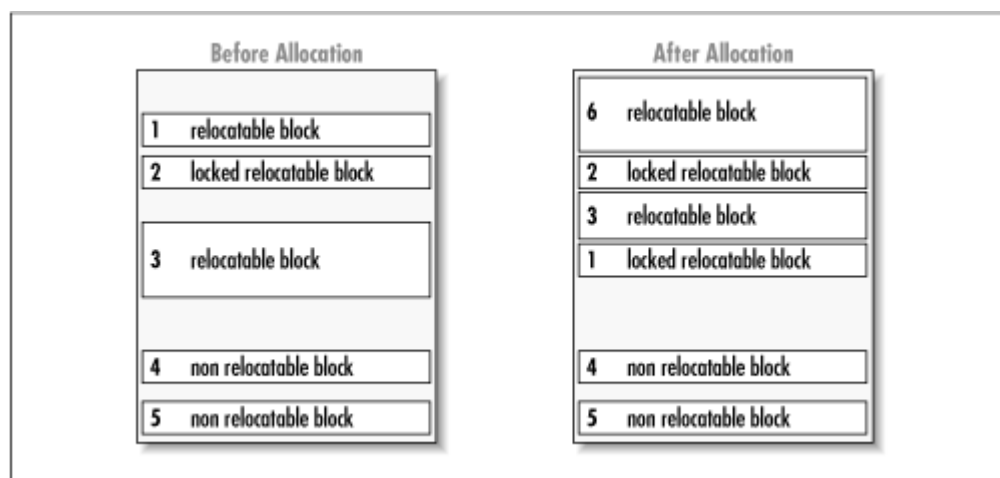 Before Allocation
1 relocatable block
2 locked relocatable block
3 relocatable block
4 non relocatable block
5 non relocatable block
After Allocation
6 relocatable block
2 locked relocatable block
3 relocatable block
1 locked relocatable block
4 non relocatable block
5 non relocatable block